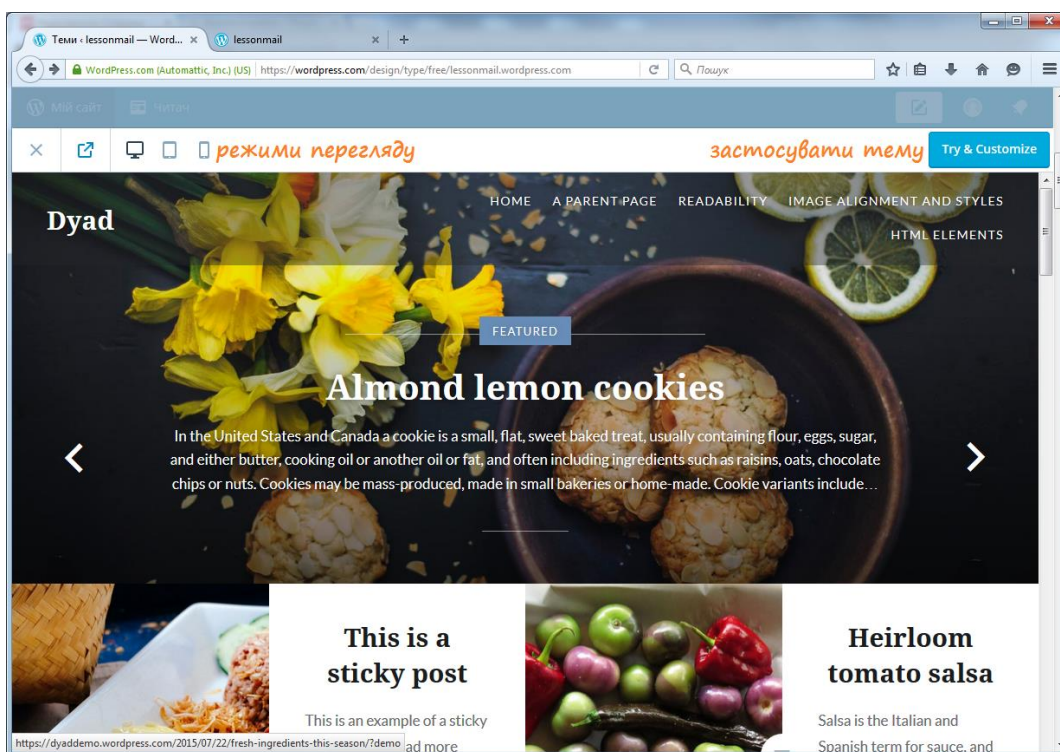 Теми ‹ lessonmail — Word...
lessonmail
WordPress.com (Automattic, Inc.) (US)
https://wordpress.com/design/type/free/lessonmail.wordpress.com
Пошук
Мій сайт
Читач
режими перегляду
застосувати тему
Try & Customize
Dyad
HOME A PARENT PAGE READABILITY IMAGE ALIGNMENT AND STYLES
HTML ELEMENTS
FEATURED
Almond lemon cookies
In the United States and Canada a cookie is a small, flat, sweet baked treat, usually containing flour, eggs, sugar,
and either butter, cooking oil or another oil or fat, and often including ingredients such as raisins, oats, chocolate
chips or nuts. Cookies may be mass-produced, made in small bakeries or home-made. Cookie variants include…
This is a
sticky post
Heirloom
tomato salsa
This is an example of a sticky
ad more
Salsa is the Italian and
Spanish term for sauce, and
https://dyaddemo.wordpress.com/2015/07/22/fresh-ingredients-this-season/?demo